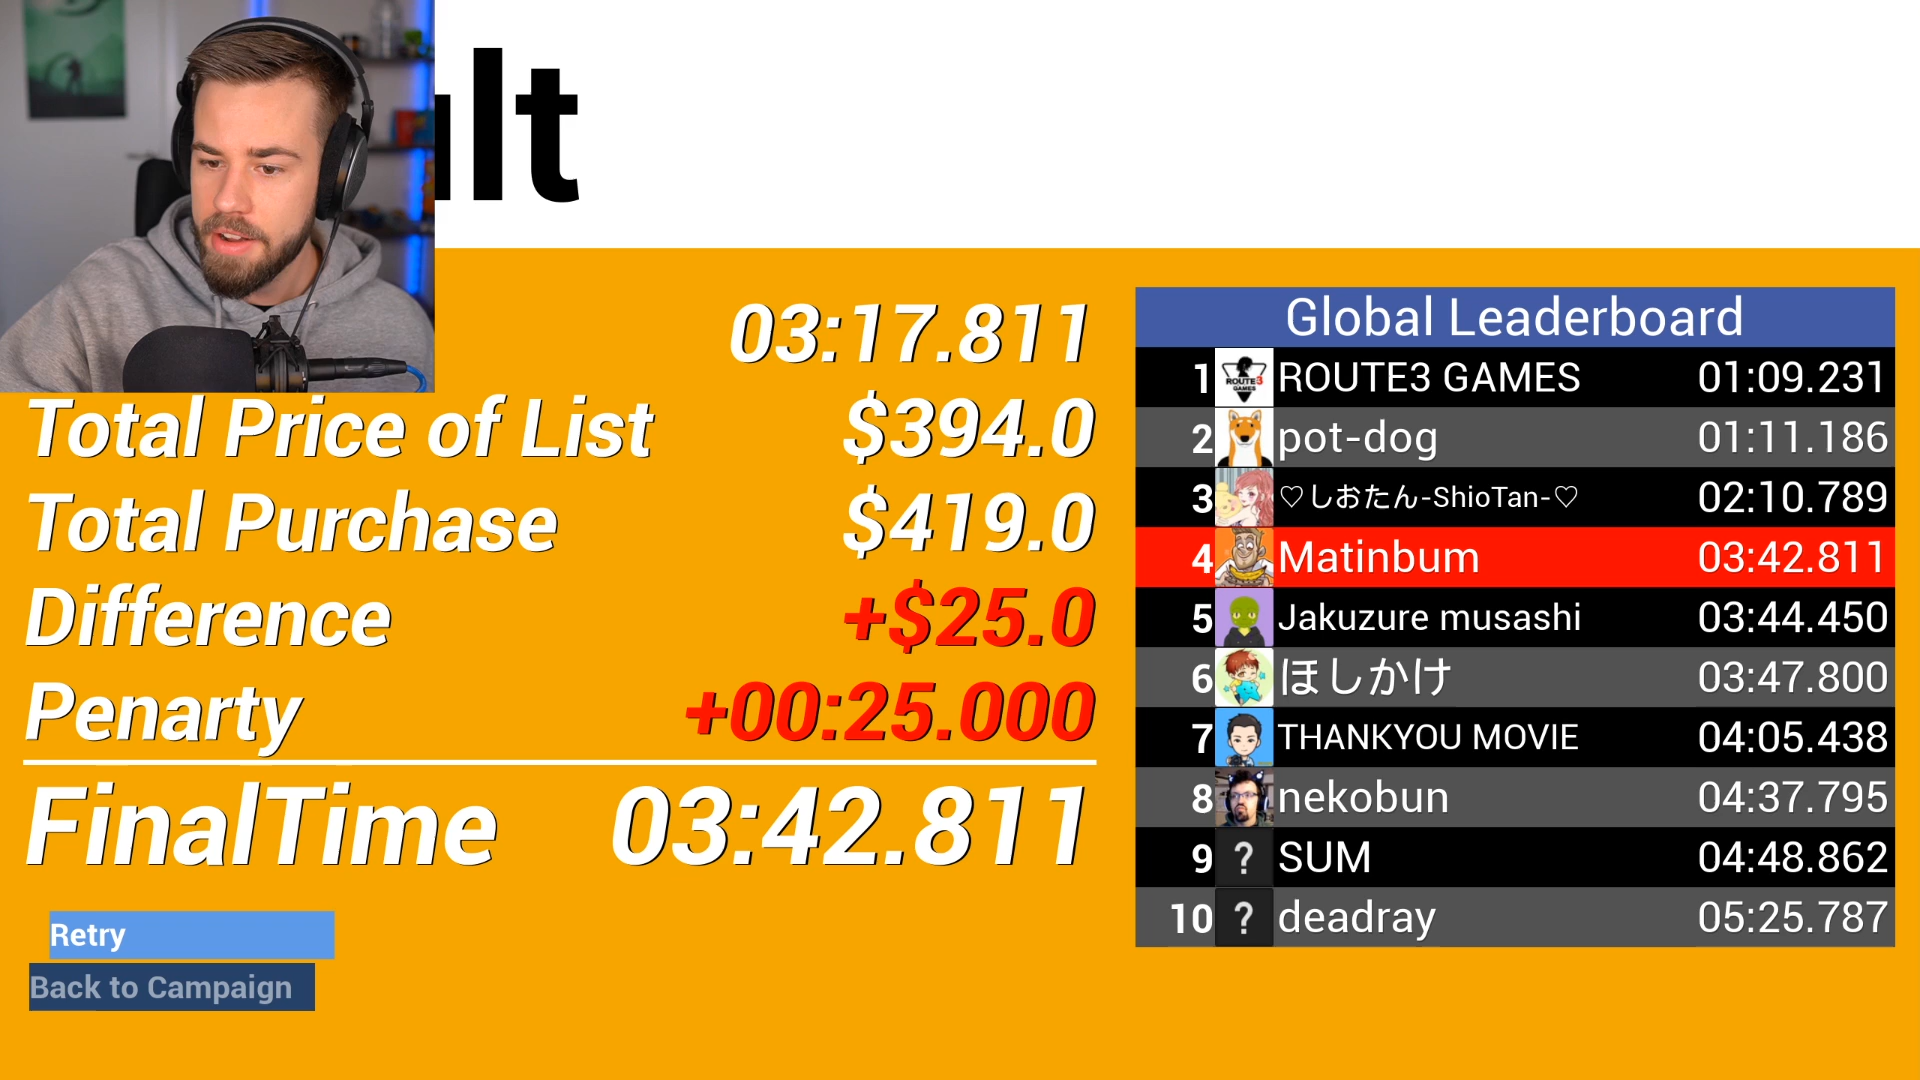 ult
03:17.811
Total Price of List $394.0
Total Purchase $419.0
Difference +$25.0
Penarty +00:25.000
FinalTime 03:42.811
Retry
Back to Campaign
Global Leaderboard
1 ROUTE3 GAMES ROUTE3 GAMES 01:09.231
2 pot-dog 01:11.186
3 ♡しおたん-ShioTan-♡ 02:10.789
4 Matinbum 03:42.811
5 Jakuzure musashi 03:44.450
6 ほしかけ 03:47.800
7 THANKYOU MOVIE 04:05.438
8 nekobun 04:37.795
9 ? SUM 04:48.862
10 ? deadray 05:25.787